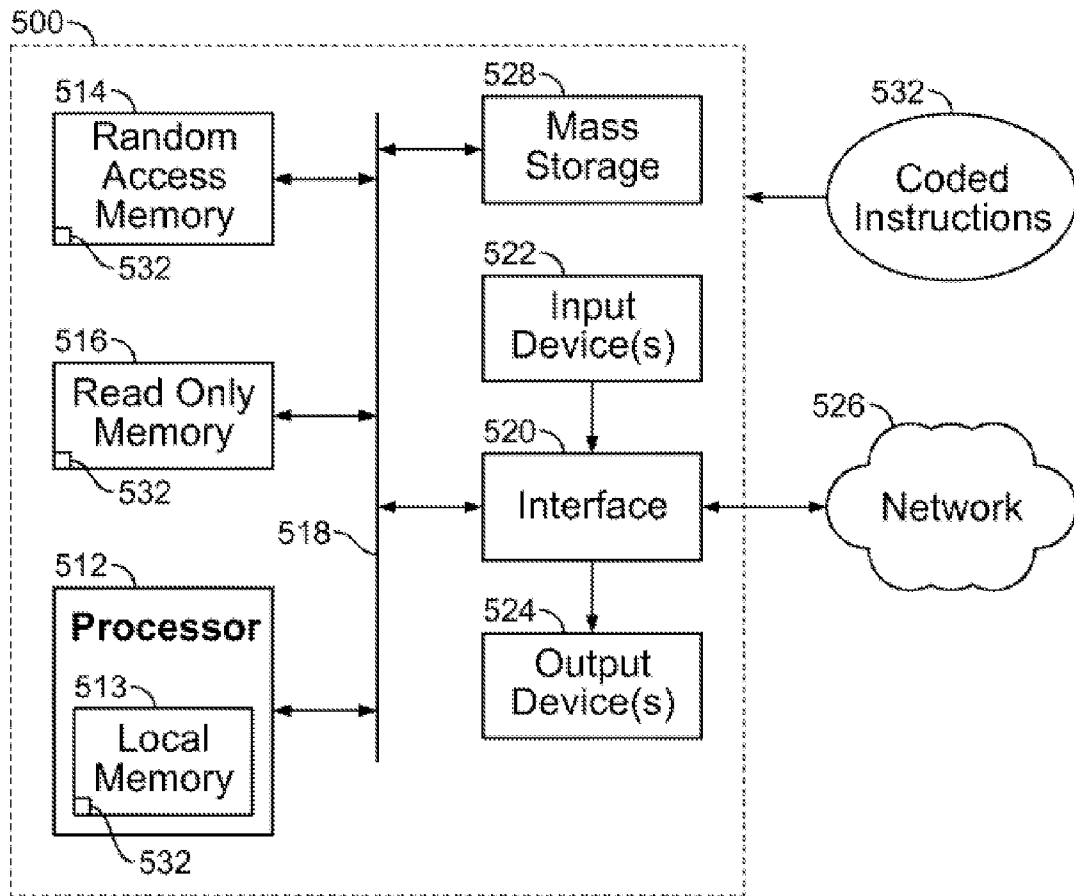 500
514
Random
Access
Memory
532
516
Read Only
Memory
532
512
Processor
513
Local
Memory
532
518
528
Mass
Storage
522
Input
Device(s)
520
Interface
524
Output
Device(s)
532
Coded
Instructions
526
Network